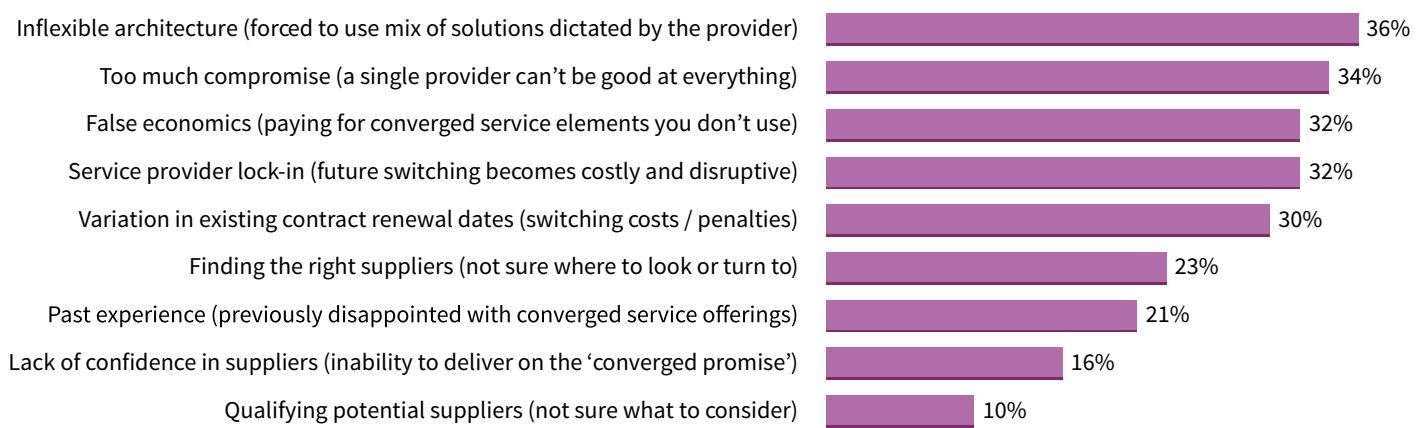 Inflexible architecture (forced to use mix of solutions dictated by the provider) 36%
Too much compromise (a single provider can’t be good at everything) 34%
False economics (paying for converged service elements you don’t use) 32%
Service provider lock-in (future switching becomes costly and disruptive) 32%
Variation in existing contract renewal dates (switching costs / penalties) 30%
Finding the right suppliers (not sure where to look or turn to) 23%
Past experience (previously disappointed with converged service offerings) 21%
Lack of confidence in suppliers (inability to deliver on the ‘converged promise’) 16%
Qualifying potential suppliers (not sure what to consider) 10%